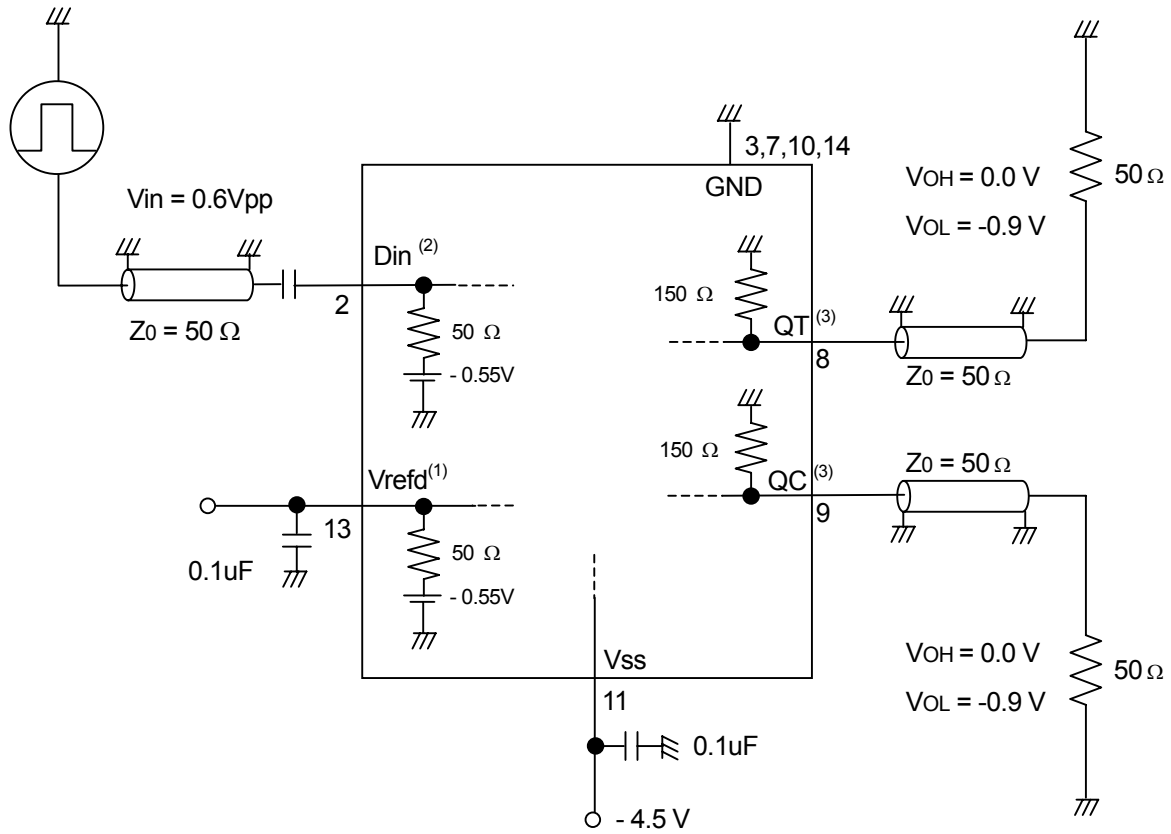 3,7,10,14
GND
Vin = 0.6Vpp
Din (2)
2
Z0 = 50 Ω
50 Ω
- 0.55V
Vrefd(1)
13
0.1uF
50 Ω
- 0.55V
150 Ω
QT (3)
8
150 Ω
QC (3)
9
Vss
11
0.1uF
- 4.5 V
VOH = 0.0 V
VOL = -0.9 V
50 Ω
Z0 = 50 Ω
Z0 = 50 Ω
VOH = 0.0 V
VOL = -0.9 V
50 Ω